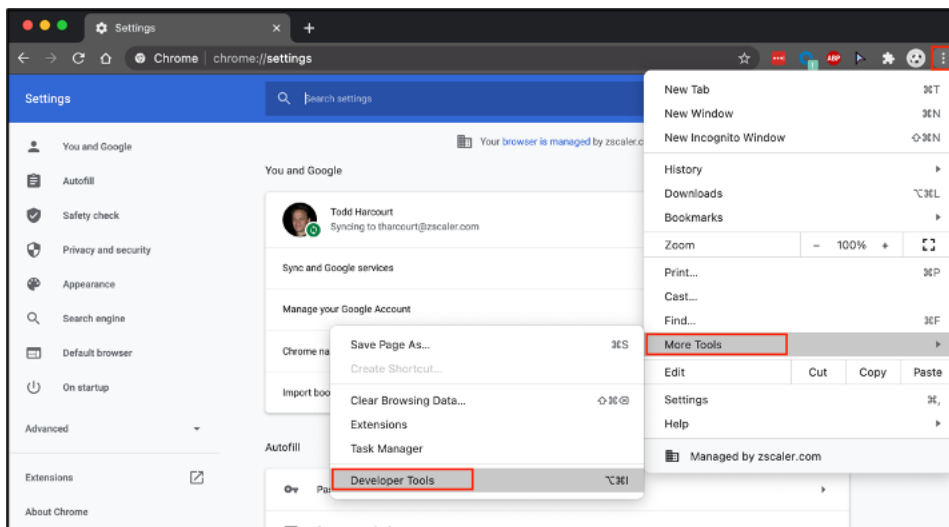 Settings
Chrome | chrome://settings
ABP
Settings
Search settings
You and Google
Autofill
Safety check
Privacy and security
Appearance
Search engine
Default browser
On startup
Advanced
Extensions
About Chrome
Your browser is managed by zscaler.c
You and Google
Todd Harcourt
Syncing to tharcourt@zscaler.com
Sync and Google services
Manage your Google Account
Chrome na
Import boo
Autofill
Pa
Save Page As... ⌘S
Create Shortcut...
Clear Browsing Data... ⇧⌘⌫
Extensions
Task Manager
Developer Tools ⌥⌘I
New Tab ⌘T
New Window ⌘N
New Incognito Window ⇧⌘N
History
Downloads ⌥⌘L
Bookmarks
Zoom - 100% +
Print... ⌘P
Cast...
Find... ⌘F
More Tools
Edit Cut Copy Paste
Settings ⌘,
Help
Managed by zscaler.com